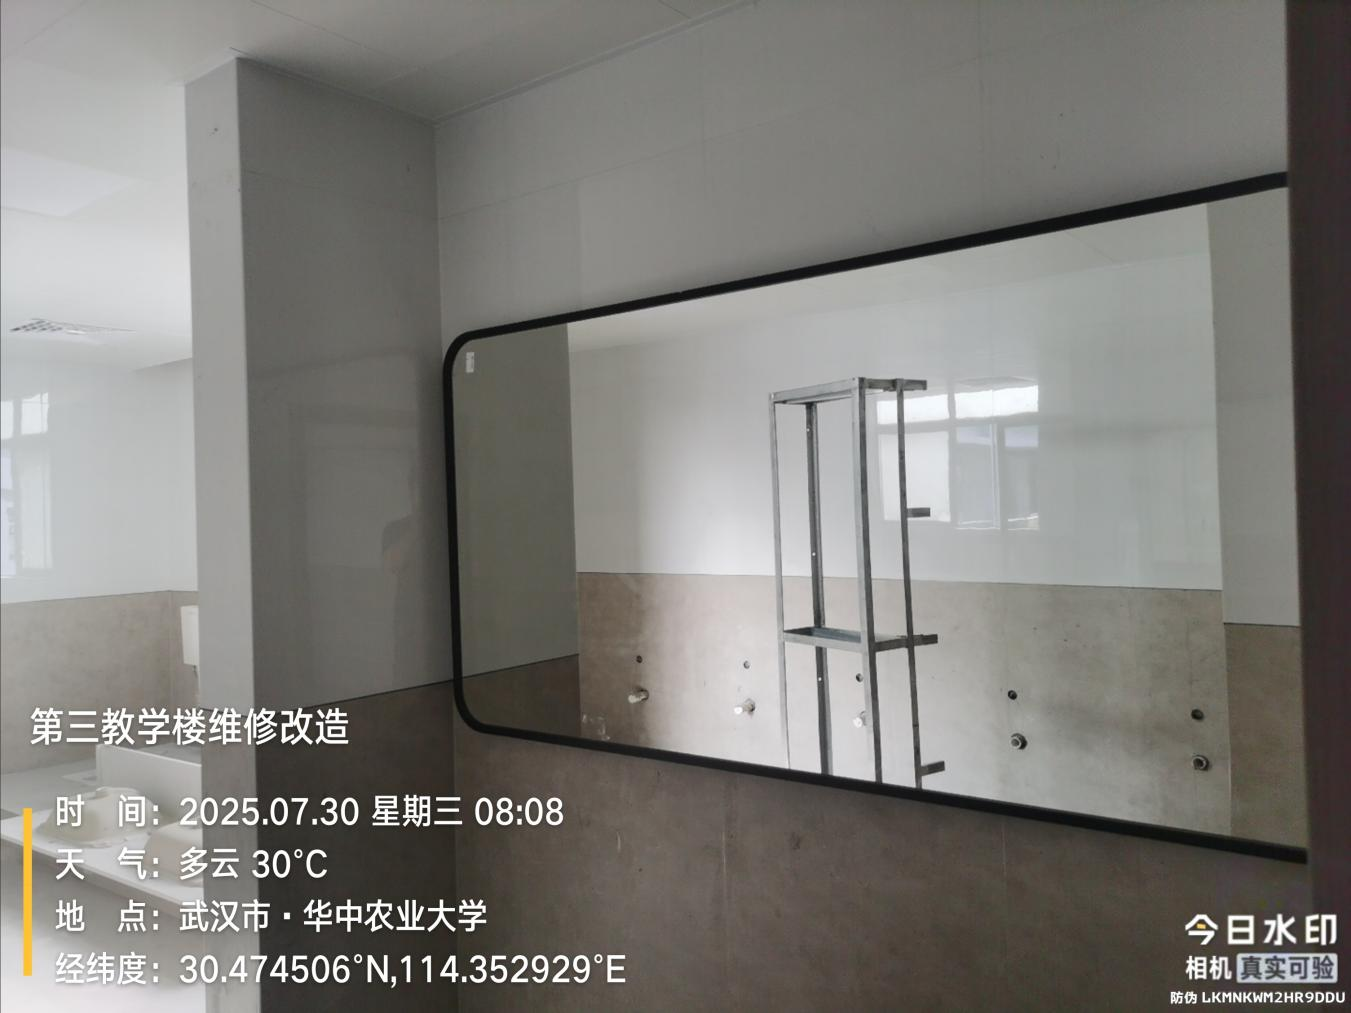 第三教学楼维修改造
时 间：2025.07.30 星期三 08:08
天 气：多云 30°C
地 点：武汉市·华中农业大学
经纬度：30.474506°N,114.352929°E
今日水印
相机 真实可验
防伪 LKMNKWM2HR9DDU